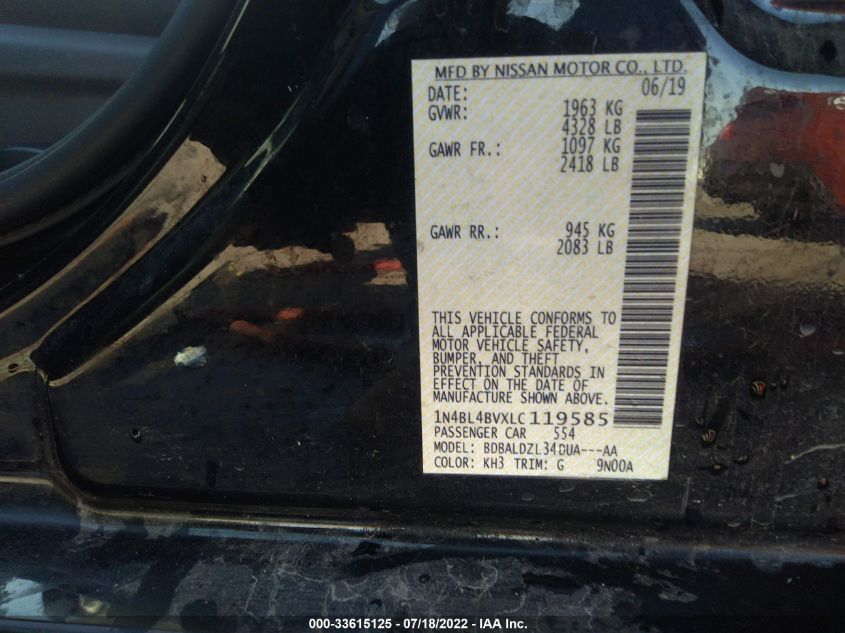 MFD BY NISSAN MOTOR CO., LTD.
DATE: 06/19
GVWR: 1963 KG
4328 LB
GAWR FR.: 1097 KG
2418 LB
GAWR RR.: 945 KG
2083 LB
THIS VEHICLE CONFORMS TO
ALL APPLICABLE FEDERAL
MOTOR VEHICLE SAFETY,
BUMPER, AND THEFT
PREVENTION STANDARDS IN
EFFECT ON THE DATE OF
MANUFACTURE SHOWN ABOVE.
1N4BL4BVXLC119585
PASSENGER CAR 554
MODEL: BDBALDZL34DUA---AA
COLOR: KH3 TRIM: G 9N00A
000-33615125 - 07/18/2022 - IAA Inc.